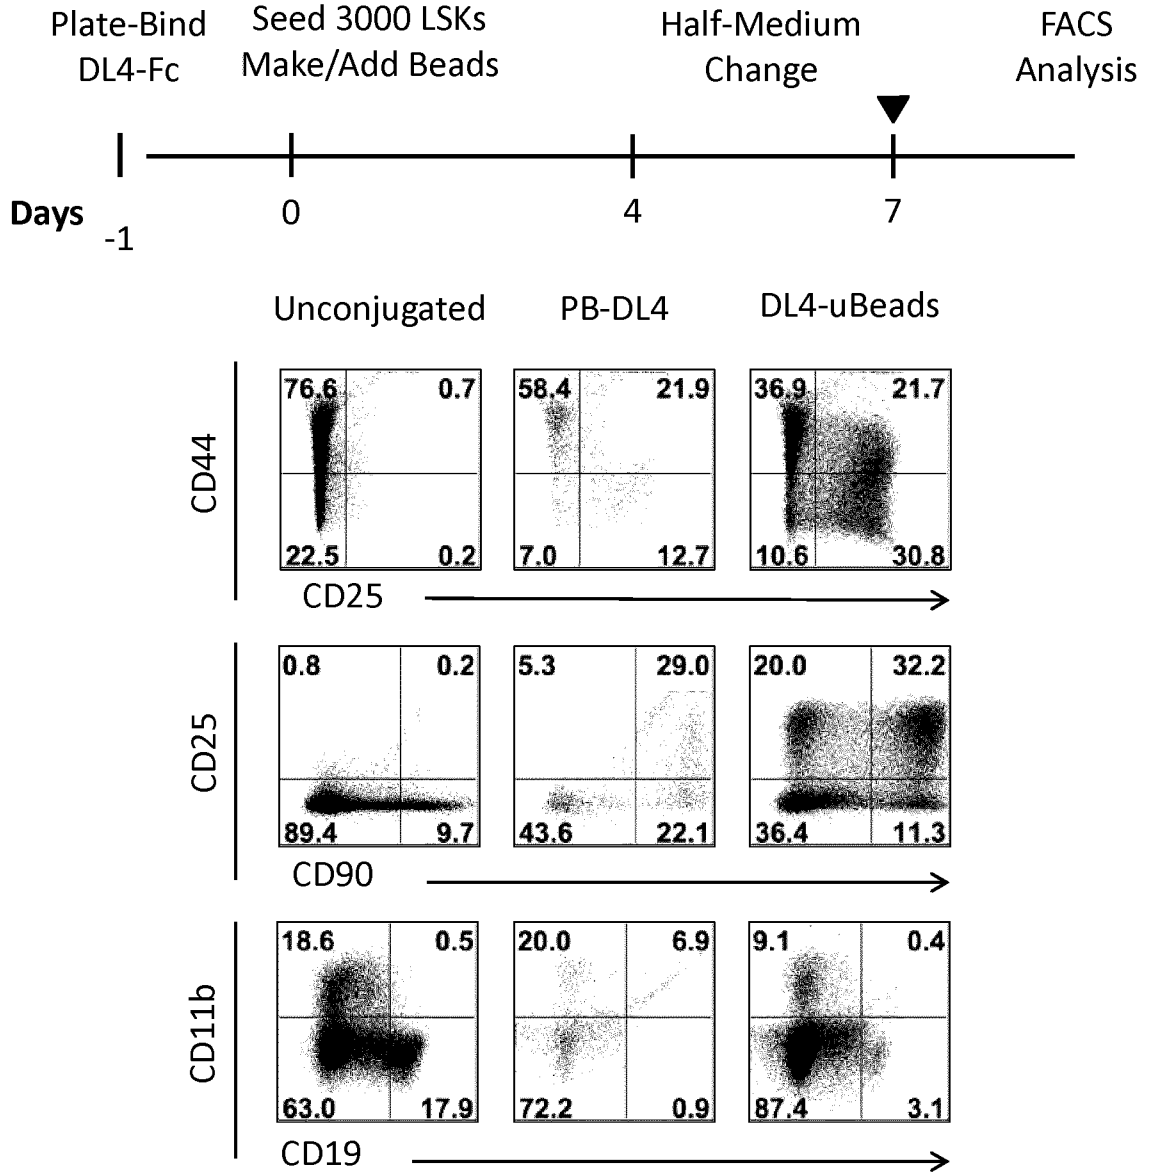 Plate-Bind
DL4-Fc
Seed 3000 LSKs
Make/Add Beads
Half-Medium
Change
FACS
Analysis
Days
-1
0
4
7
Unconjugated
PB-DL4
DL4-uBeads
CD44
76.6
0.7
22.5
0.2
58.4
21.9
7.0
12.7
36.9
21.7
10.6
30.8
CD25
CD25
0.8
0.2
89.4
9.7
5.3
29.0
43.6
22.1
20.0
32.2
36.4
11.3
CD90
CD11b
18.6
0.5
63.0
17.9
20.0
6.9
72.2
0.9
9.1
0.4
87.4
3.1
CD19